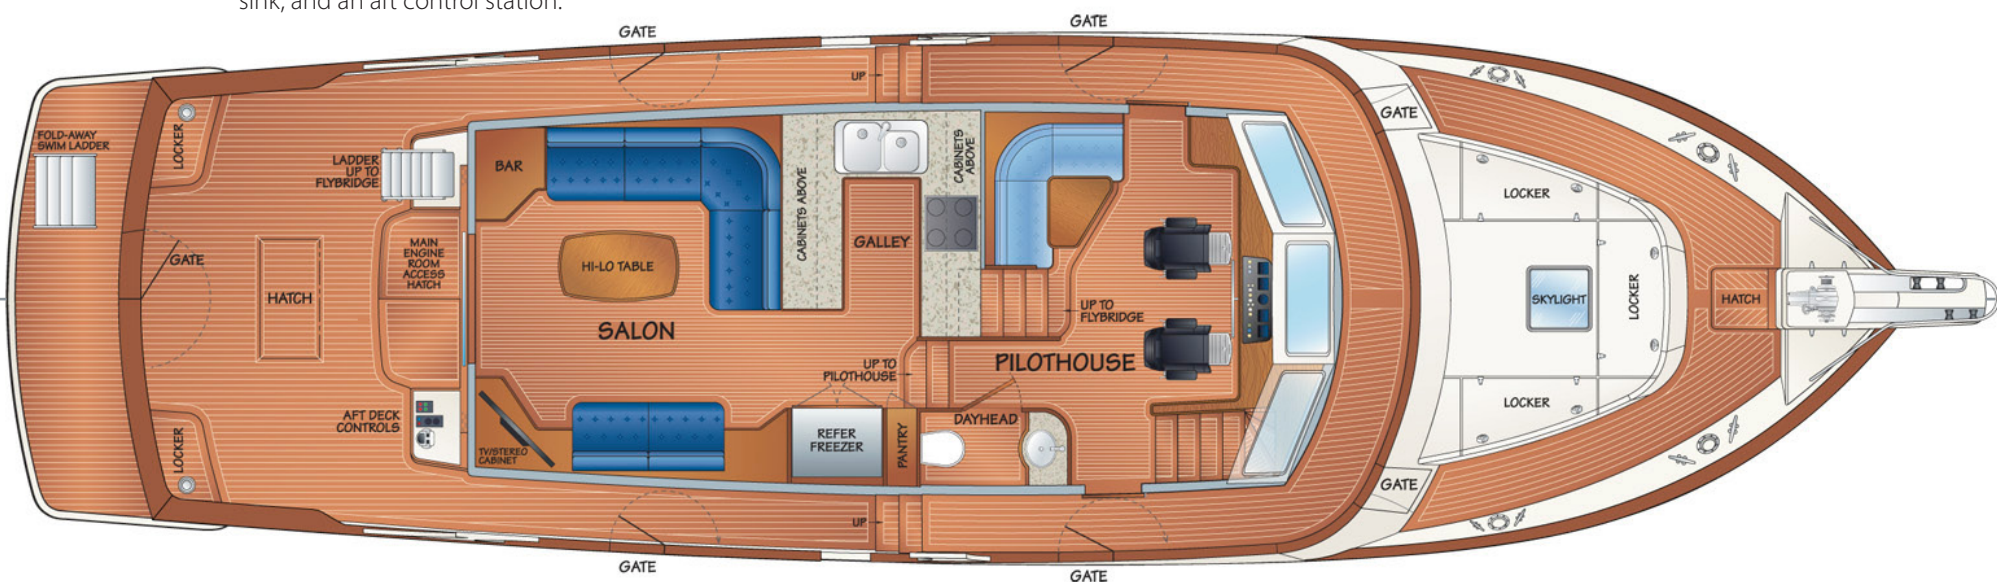 sink, and an aft control station.
GATE
GATE
UP
GATE
FOLD-AWAY
SWIM LADDER
LOCKER
LADDER
UP TO
FLYBRIDGE
BAR
CABINETS ABOVE
CABINETS
ABOVE
LOCKER
GATE
MAIN
ENGINE
ROOM
ACCESS
HATCH
HI-LO TABLE
GALLEY
HATCH
SALON
UP TO
FLYBRIDGE
SKYLIGHT
LOCKER
HATCH
UP TO
PILOTHOUSE
PILOTHOUSE
AFT DECK
CONTROLS
LOCKER
TV/STEREO
CABINET
REFER
FREEZER
PANTRY
DAYHEAD
LOCKER
GATE
UP
GATE
GATE